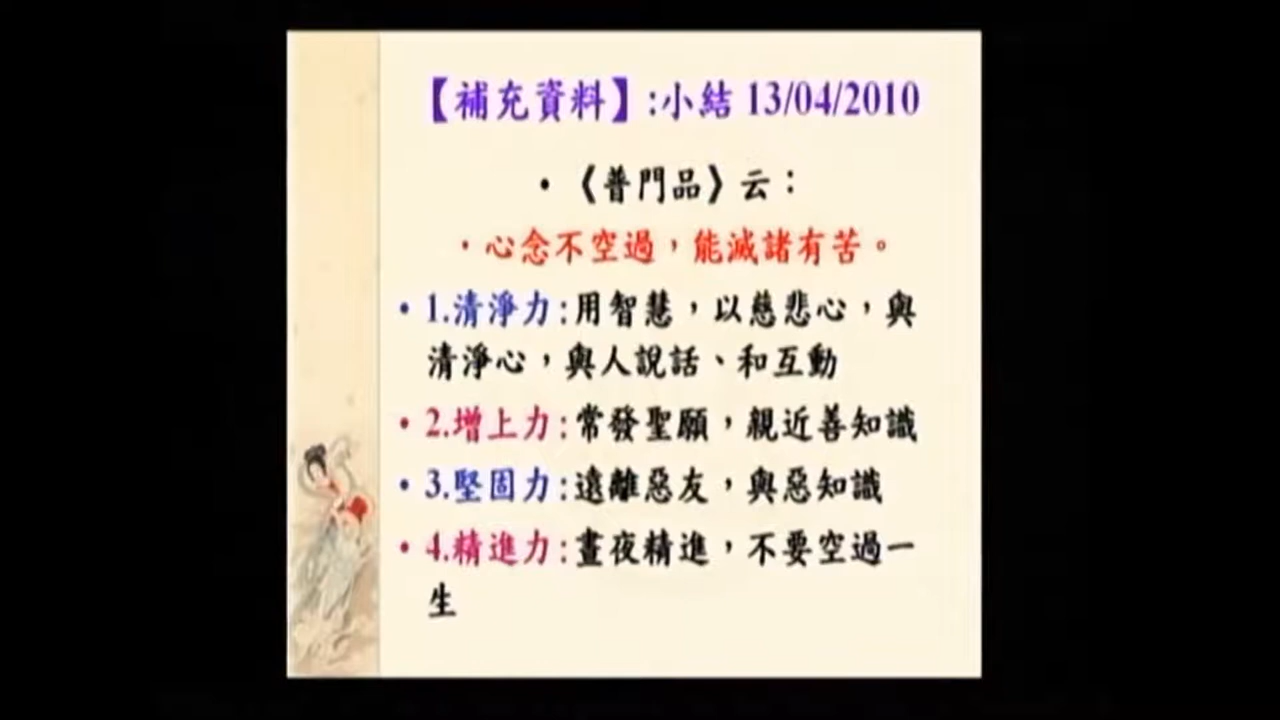 【補充資料】:小結 13/04/2010
•《普門品》云：
•心念不空過，能滅諸有苦。
•1.清淨力:用智慧，以慈悲心，與
清淨心，與人說話、和互動
•2.增上力:常發聖願，親近善知識
•3.堅固力:遠離惡友，與惡知識
•4.精進力:晝夜精進，不要空過一
生